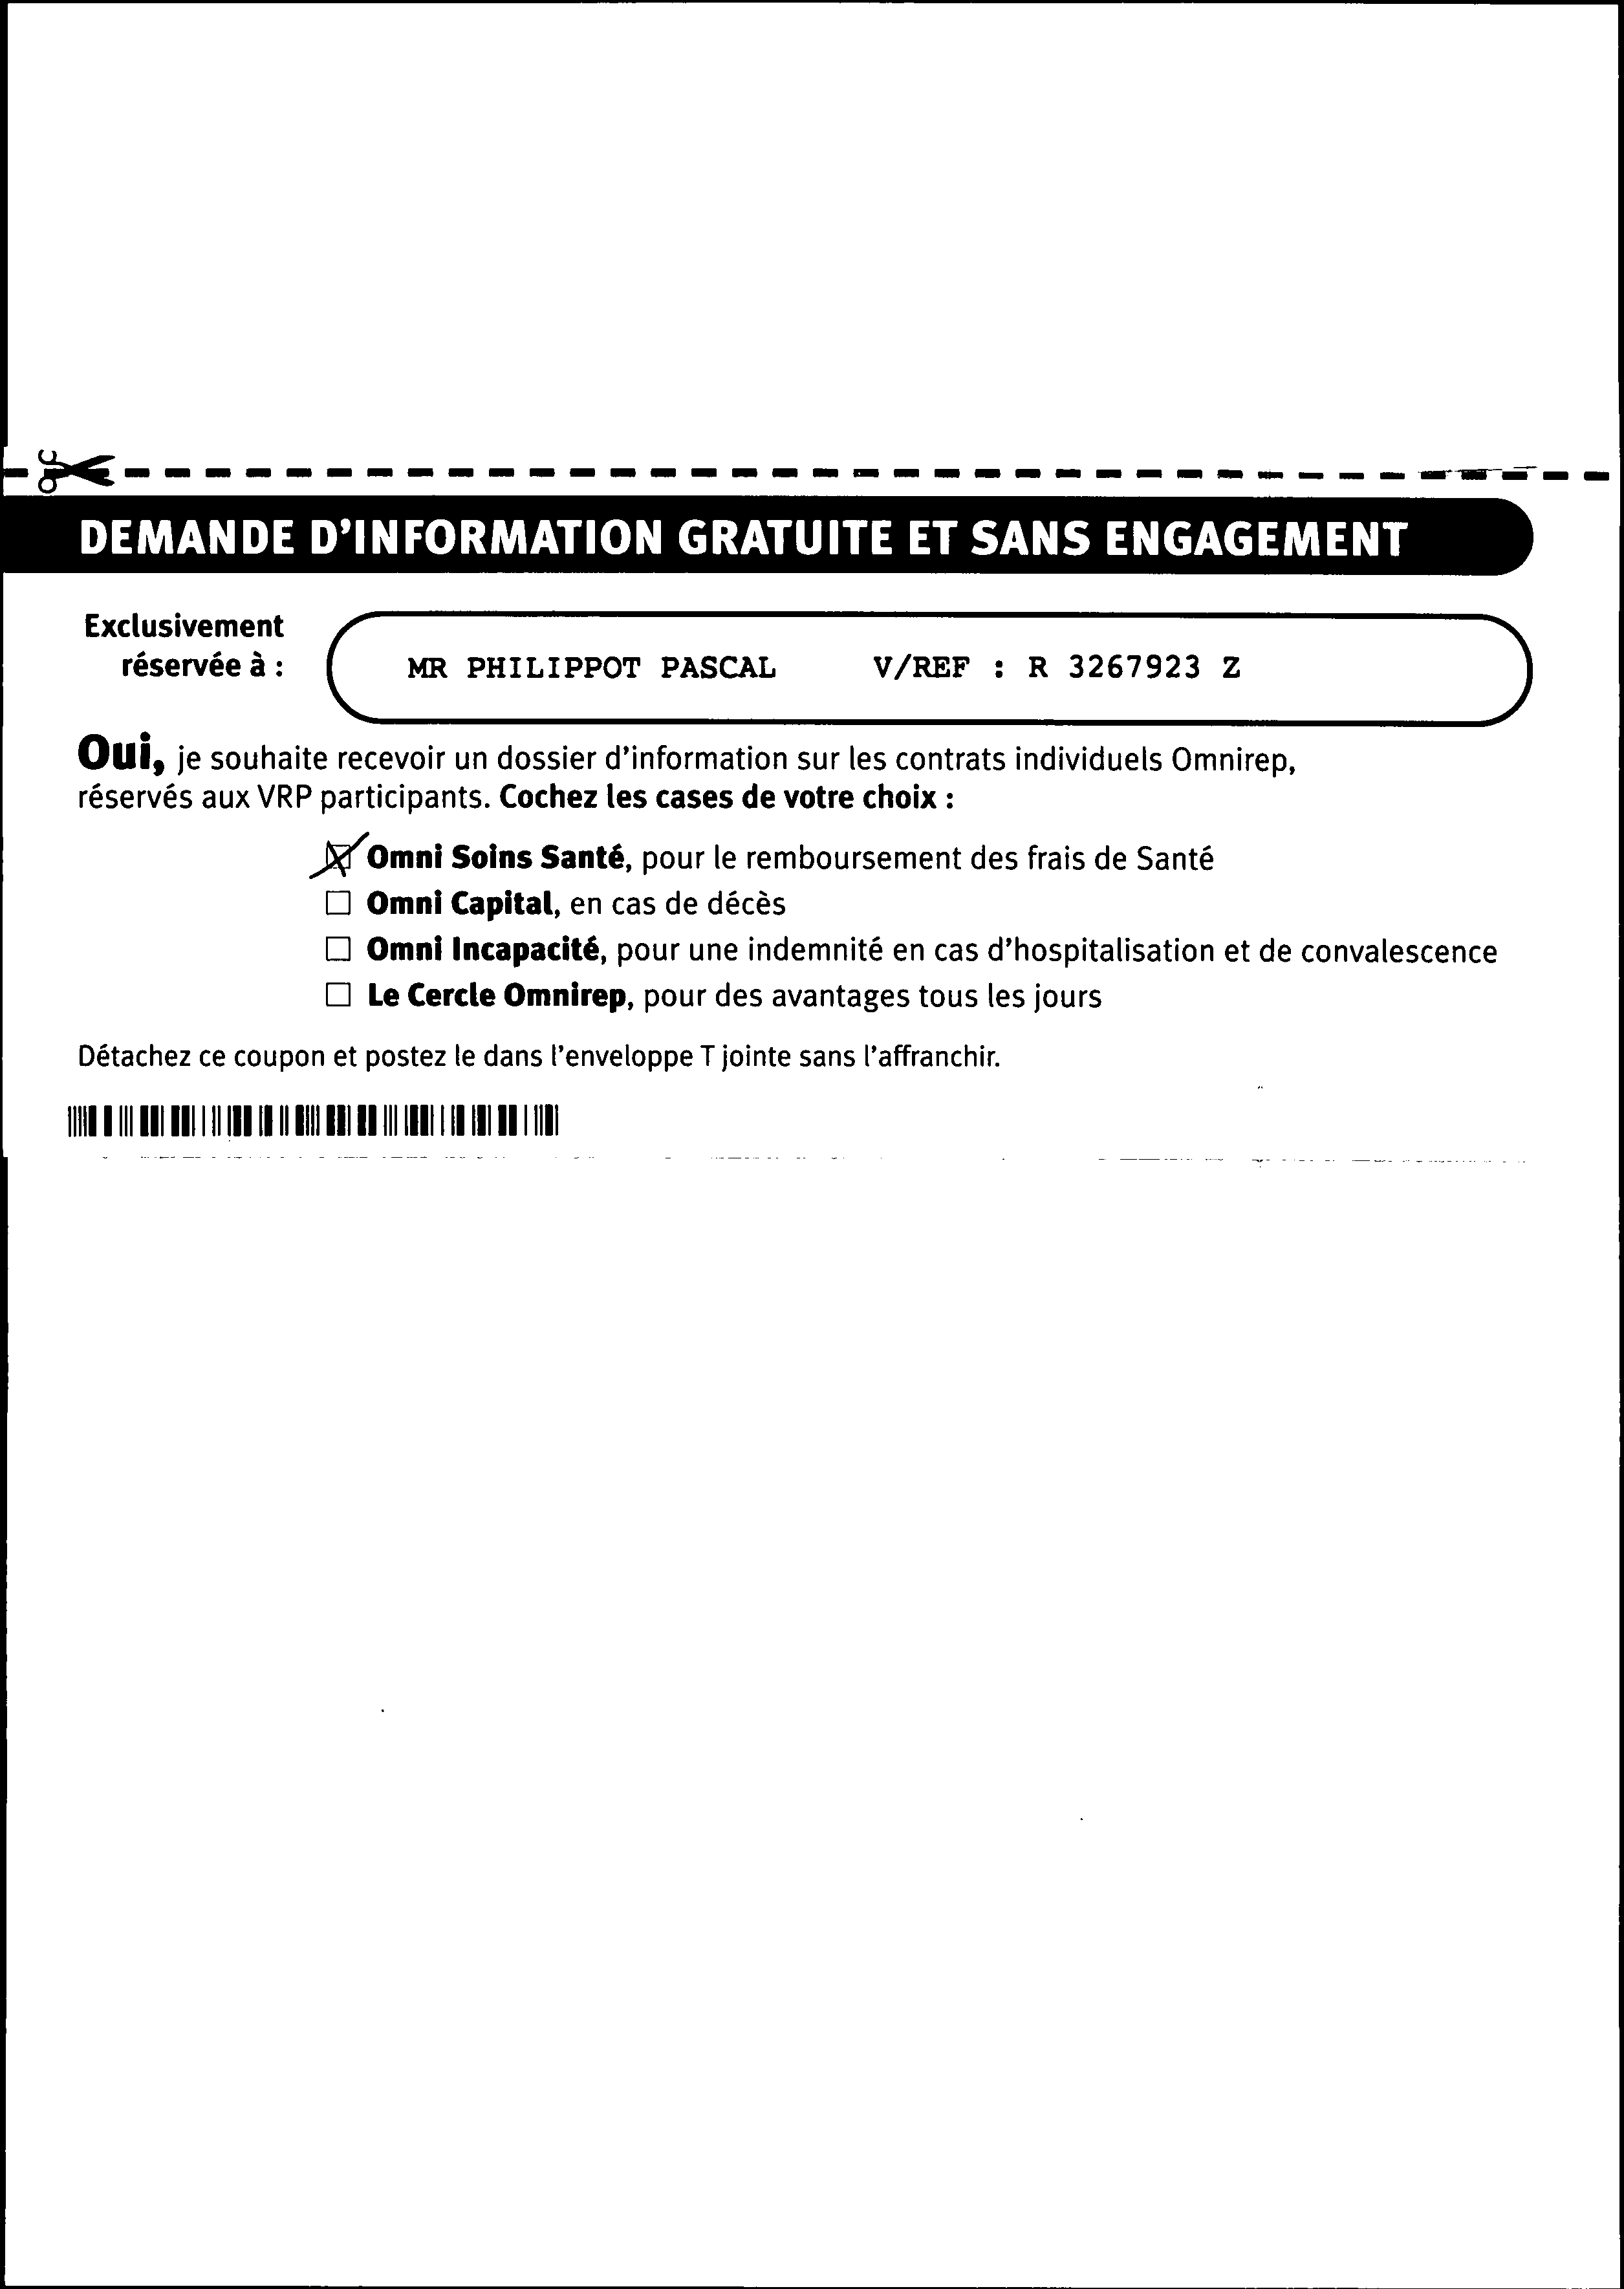 DEMANDE D'INFORMATION GRATUITE ET SANS ENGAGEMENT
Exclusivement
réservée à :
MR PHILIPPOT PASCAL V/REF : R 3267923 Z
Oui, je souhaite recevoir un dossier d'information sur les contrats individuels Omnirep,
réservés aux VRP participants. Cochez les cases de votre choix :
Omni Soins Santé, pour le remboursement des frais de Santé
Omni Capital, en cas de décès
Omni Incapacité, pour une indemnité en cas d'hospitalisation et de convalescence
Le Cercle Omnirep, pour des avantages tous les jours
Détachez ce coupon et postez le dans l'enveloppe T jointe sans l'affranchir.